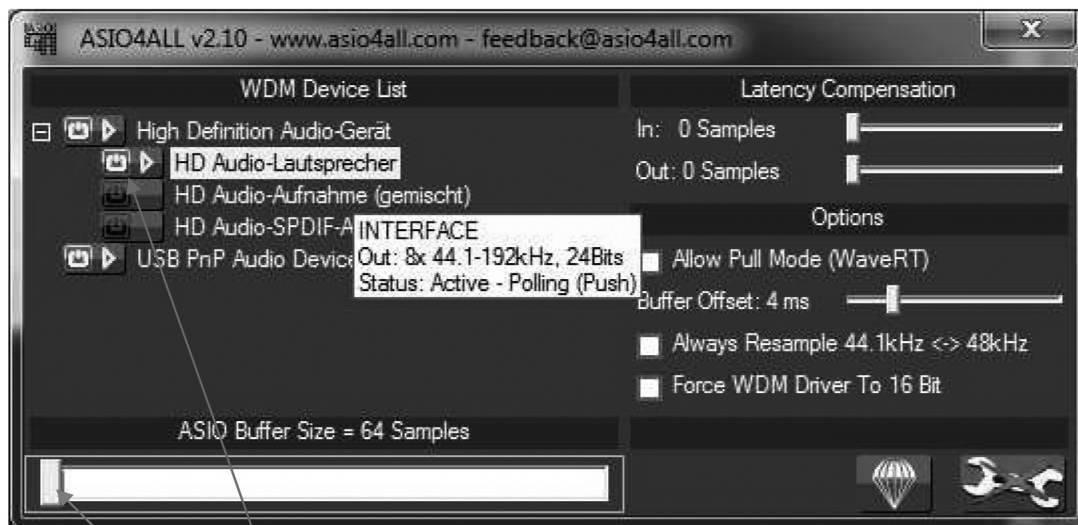 ASIO4ALL v2.10 - www.asio4all.com - feedback@asio4all.com
X
WDM Device List
High Definition Audio-Gerät
HD Audio-Lautsprecher
HD Audio-Aufnahme (gemischt)
HD Audio-SPDIF-A
USB PnP Audio Device
INTERFACE
Out: 8x 44.1-192kHz, 24Bits
Status: Active - Polling (Push)
ASIO Buffer Size = 64 Samples
Latency Compensation
In: 0 Samples
Out: 0 Samples
Options
Allow Pull Mode (WaveRT)
Buffer Offset: 4 ms
Always Resample 44.1kHz <-> 48kHz
Force WDM Driver To 16 Bit